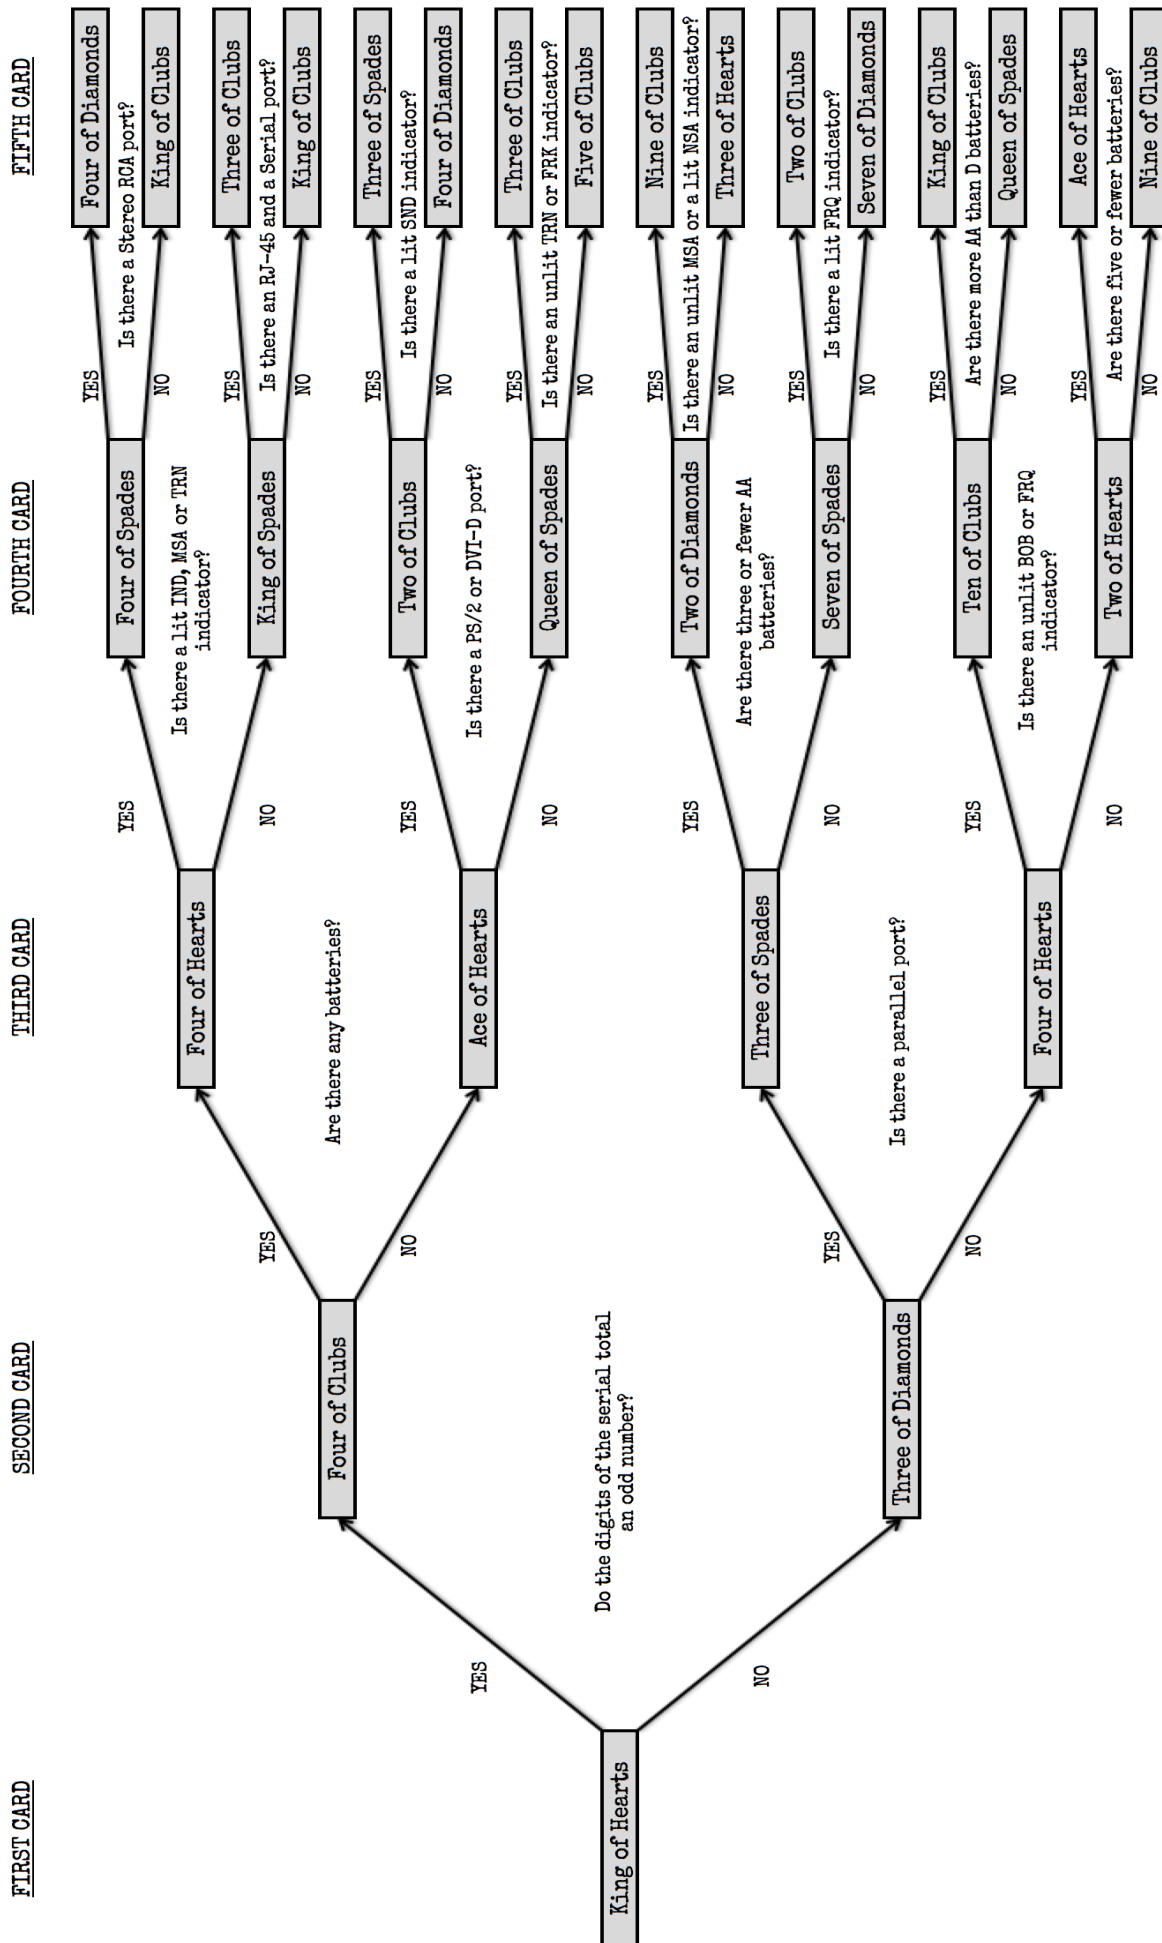 FIRST CARD
SECOND CARD
THIRD CARD
FOURTH CARD
FIFTH CARD
King of Hearts
YES
NO
Do the digits of the serial total
an odd number?
Four of Clubs
Three of Diamonds
YES
NO
Are there any batteries?
YES
NO
Is there a parallel port?
Four of Hearts
Ace of Hearts
Three of Spades
Four of Hearts
YES
NO
Is there a lit IND, MSA or TRN
indicator?
YES
NO
Is there a PS/2 or DVI-D port?
YES
NO
Are there three or fewer AA
batteries?
YES
NO
Is there an unlit BOB or FRQ
indicator?
Four of Spades
King of Spades
Two of Clubs
Queen of Spades
Two of Diamonds
Seven of Spades
Ten of Clubs
Two of Hearts
YES
NO
Is there a Stereo RCA port?
YES
NO
Is there an RJ-45 and a Serial port?
YES
NO
Is there a lit SND indicator?
YES
NO
Is there an unlit TRN or FRK indicator?
YES
NO
Is there an unlit MSA or a lit NSA indicator?
YES
NO
Is there a lit FRQ indicator?
YES
NO
Are there more AA than D batteries?
YES
NO
Are there five or fewer batteries?
Four of Diamonds
King of Clubs
Three of Clubs
King of Clubs
Three of Spades
Four of Diamonds
Three of Clubs
Five of Clubs
Nine of Clubs
Three of Hearts
Two of Clubs
Seven of Diamonds
King of Clubs
Queen of Spades
Ace of Hearts
Nine of Clubs